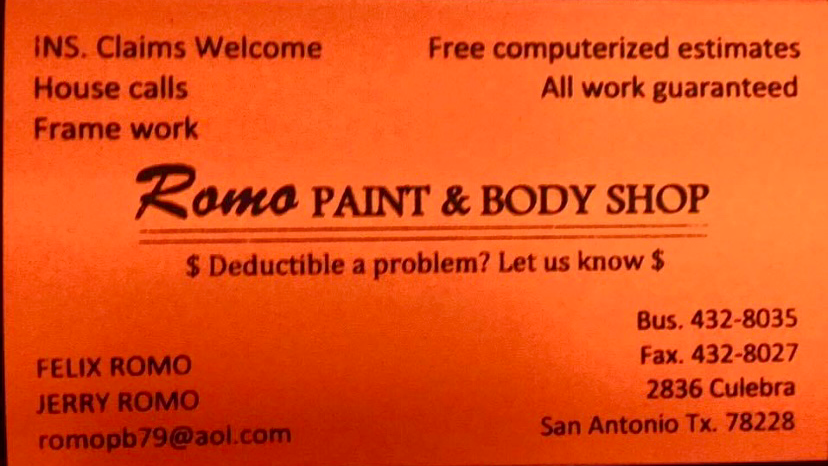 iNS. Claims Welcome
House calls
Frame work
Free computerized estimates
All work guaranteed
Romo PAINT & BODY SHOP
$ Deductible a problem? Let us know $
FELIX ROMO
JERRY ROMO
romopb79@aol.com
Bus. 432-8035
Fax. 432-8027
2836 Culebra
San Antonio Tx. 78228